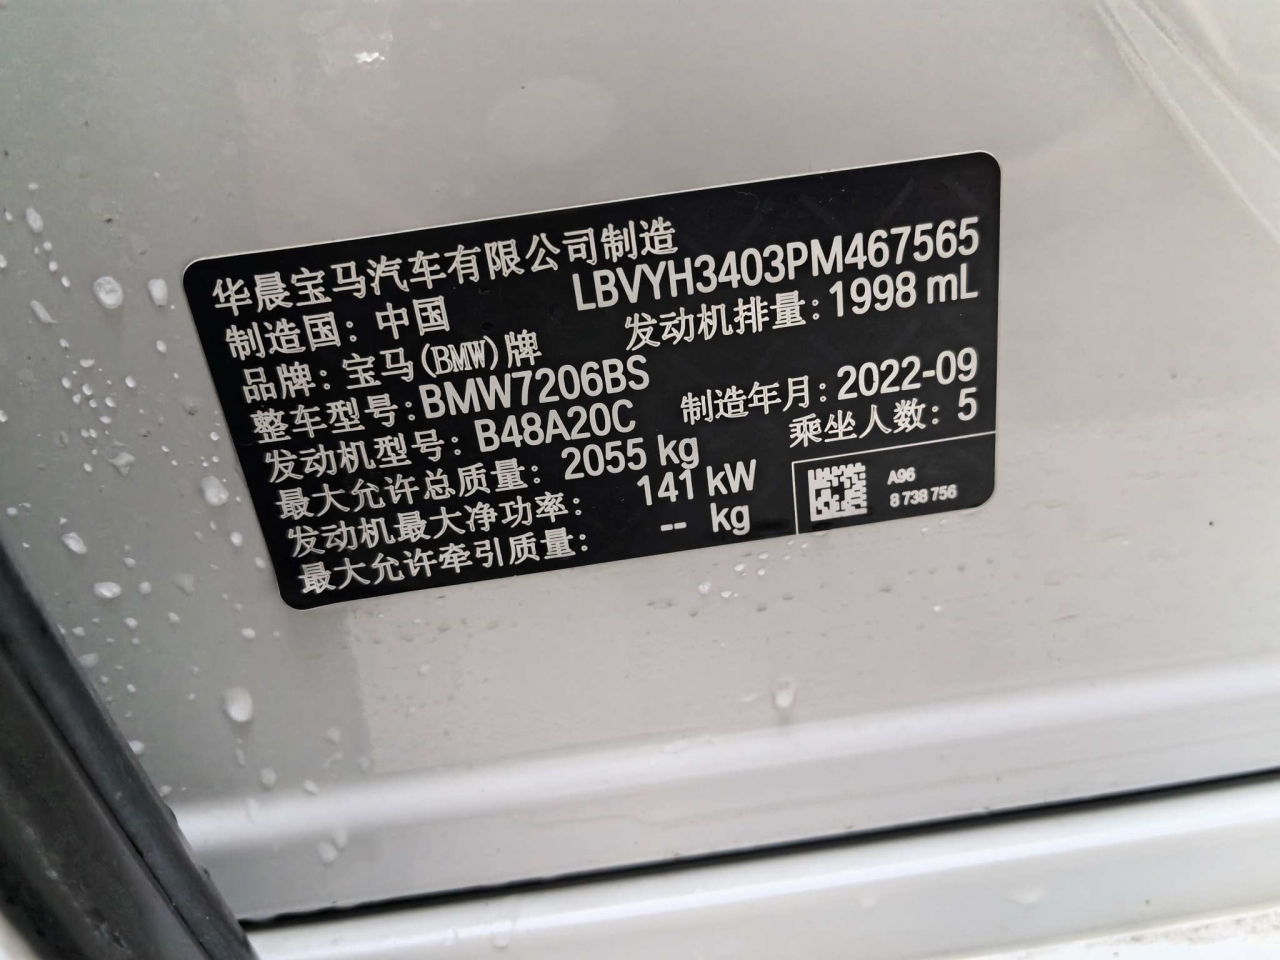 华晨宝马汽车有限公司制造
制造国：中国 LBVYH3403PM467565
品牌：宝马(BMW)牌 发动机排量：1998 mL
整车型号：BMW7206BS
发动机型号：B48A20C 制造年月：2022-09
最大允许总质量：2055 kg 乘坐人数：5
发动机最大净功率：141 kW
最大允许牵引质量：-- kg
A96
8 738 756